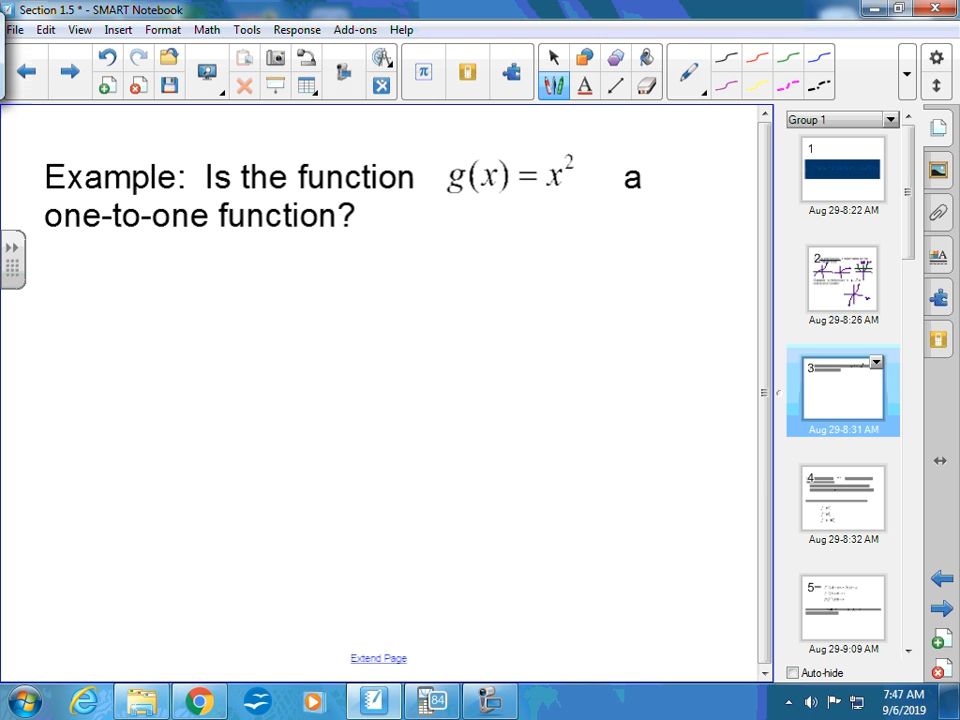 Section 1.5 * - SMART Notebook
File Edit View Insert Format Math Tools Response Add-ons Help
Group 1
Example: Is the function g(x) = x² a
one-to-one function?
1
Aug 29-8:22 AM
2
Aug 29-8:26 AM
3
Aug 29-8:31 AM
4
Aug 29-8:32 AM
5
Aug 29-9:09 AM
Extend Page
Auto-hide
84
7:47 AM
9/6/2019